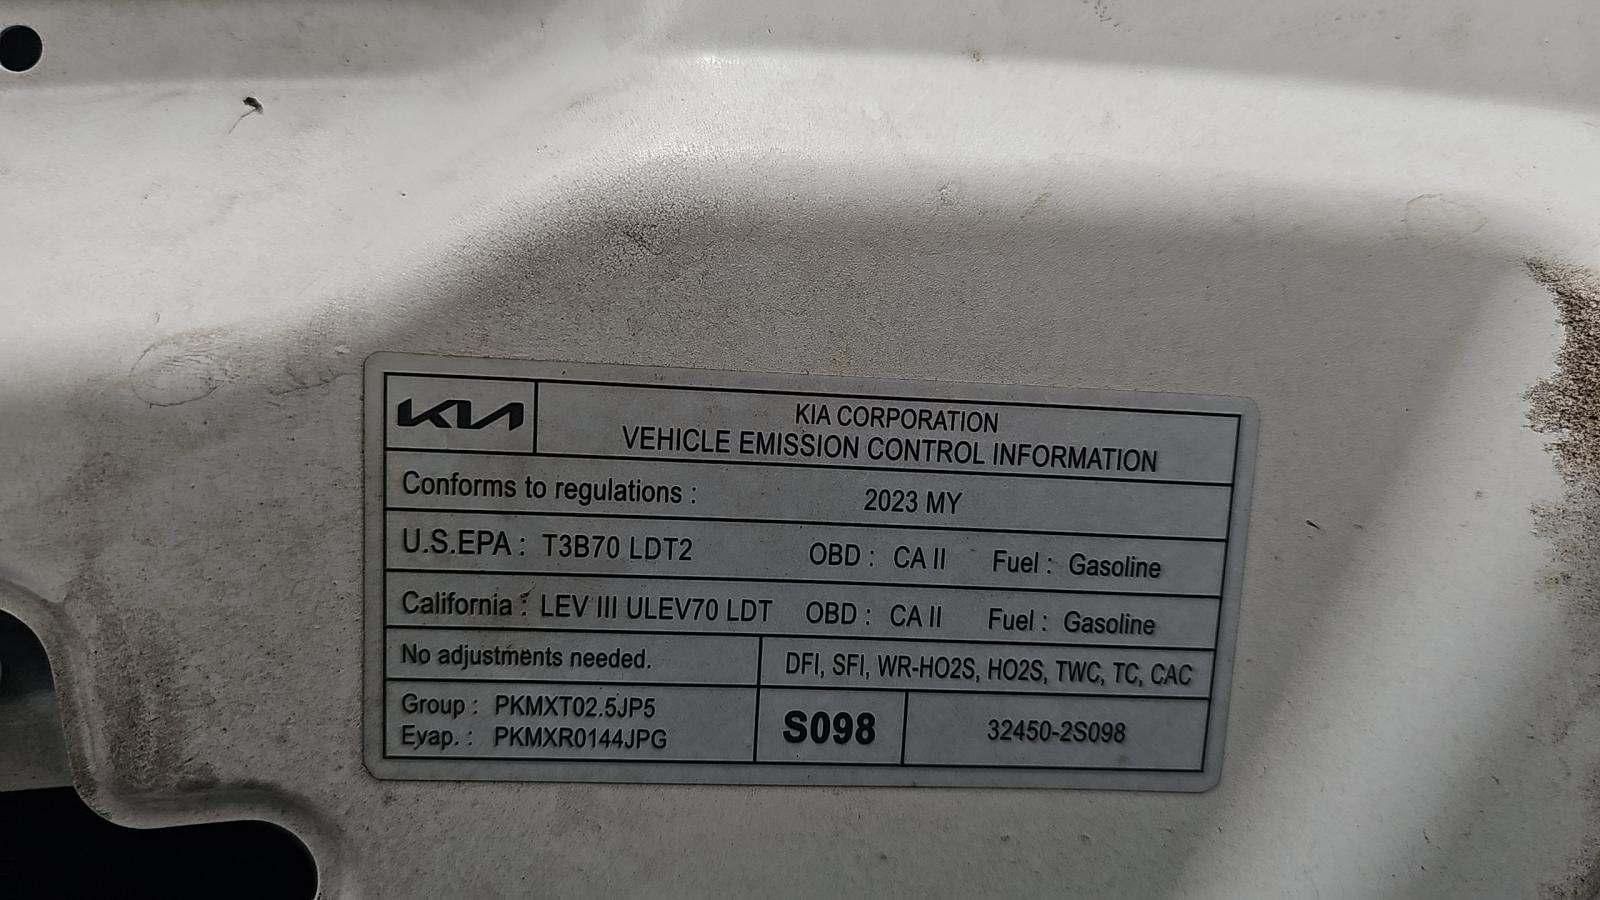 KIA
KIA CORPORATION
VEHICLE EMISSION CONTROL INFORMATION
Conforms to regulations : 2023 MY
U.S.EPA : T3B70 LDT2 OBD : CA II Fuel : Gasoline
California : LEV III ULEV70 LDT OBD : CA II Fuel : Gasoline
No adjustments needed. DFI, SFI, WR-HO2S, HO2S, TWC, TC, CAC
Group : PKMXT02.5JP5
Evap. : PKMXR0144JPG
S098 32450-2S098